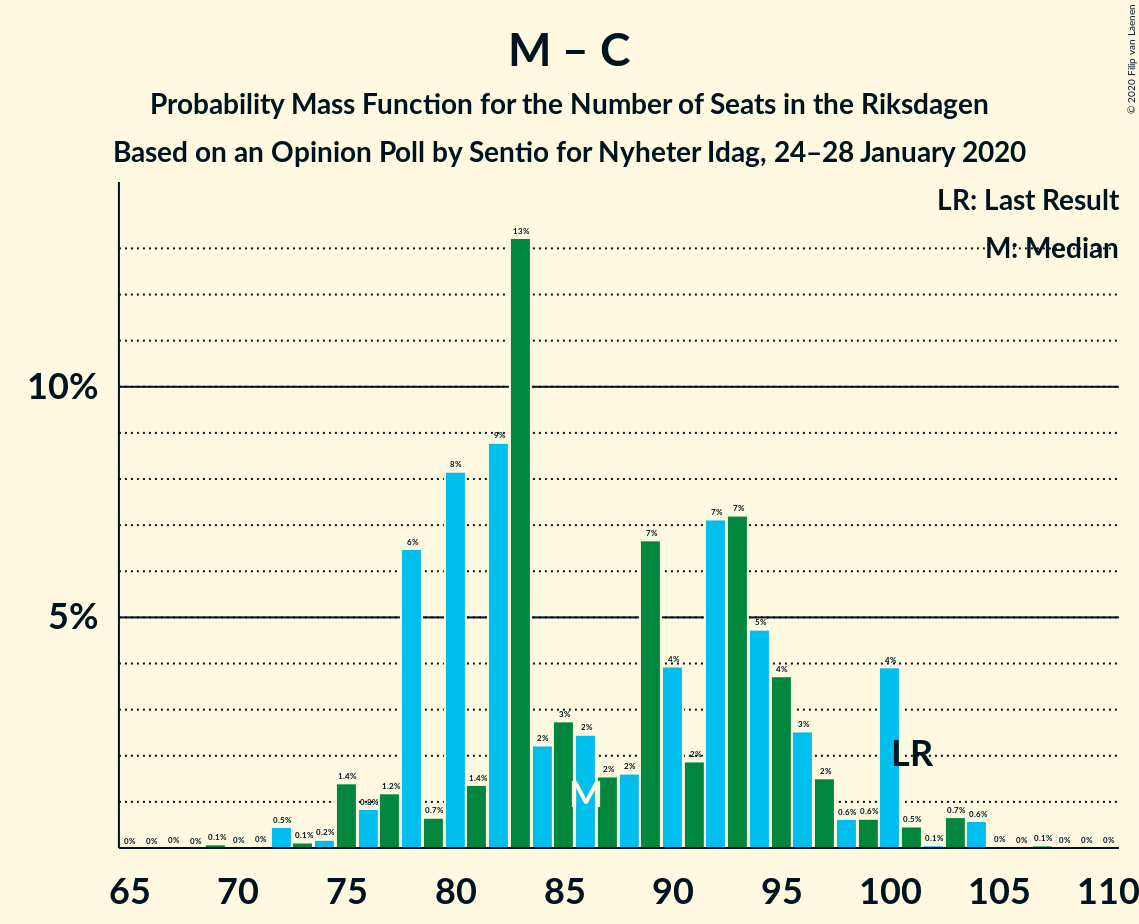 © 2020 Filip van Laenen
M – C
Probability Mass Function for the Number of Seats in the Riksdagen
Based on an Opinion Poll by Sentio for Nyheter Idag, 24–28 January 2020
LR: Last Result
M: Median
10%
5%
0% 0% 0% 0% 0.1% 0% 0% 0.5% 0.1% 0.2% 1.4% 0.8% 1.2% 6% 0.7% 8% 1.4% 9% 13% 2% 3% 2% 2% 2% 7% 4% 2% 7% 7% 5% 4% 3% 2% 0.6% 0.6% 4% 0.5% 0.1% 0.7% 0.6% 0% 0% 0.1% 0% 0% 0%
M
LR
65 70 75 80 85 90 95 100 105 110